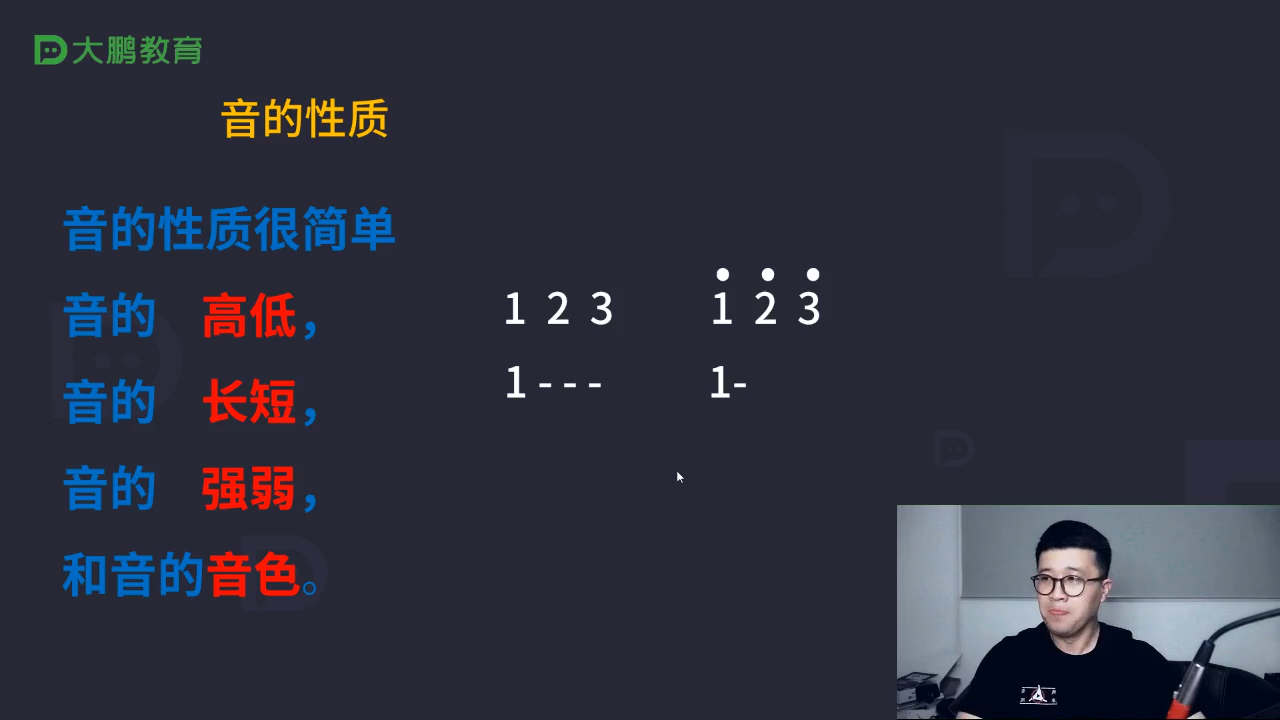 大鹏教育
音的性质
音的性质很简单
音的 高低，
1 2 3 1 2 3
音的 长短，
1 - - - 1-
音的 强弱，
和音的音色。